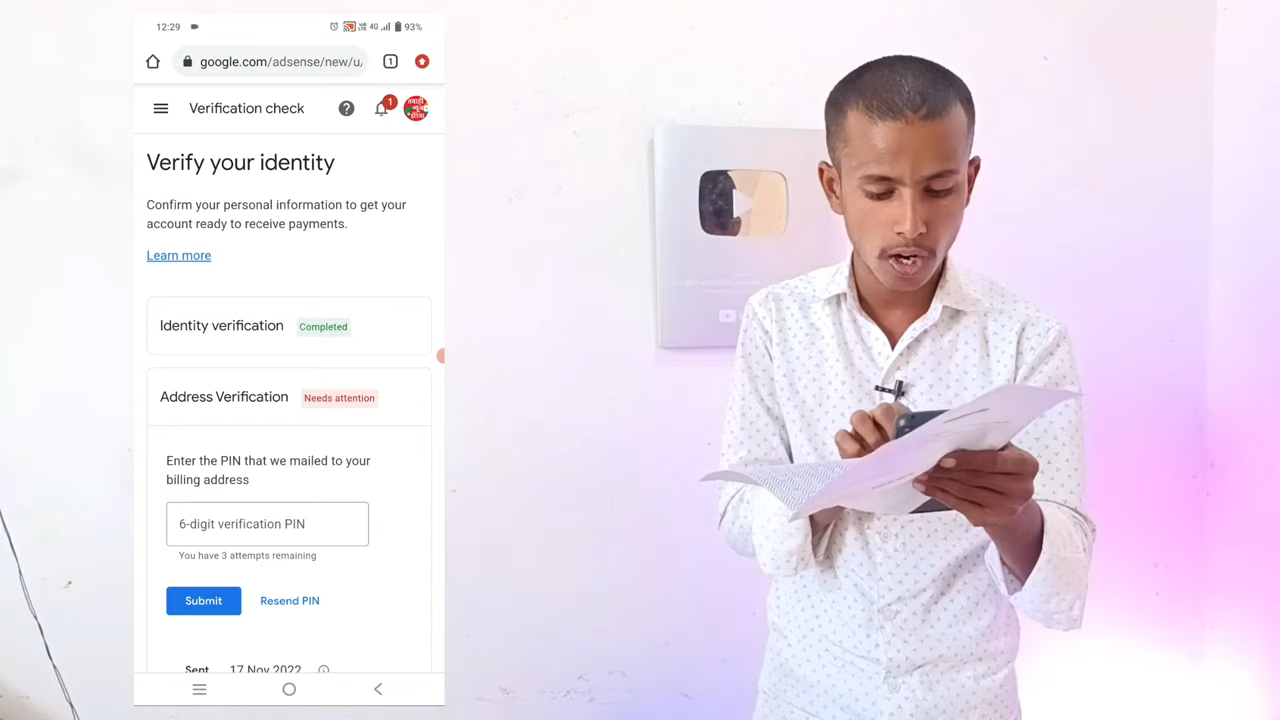 12:29
4G
93%
google.com/adsense/new/u/
1
Verification check
1
Verify your identity
Confirm your personal information to get your
account ready to receive payments.
Learn more
Identity verification
Completed
Address Verification
Needs attention
Enter the PIN that we mailed to your
billing address
6-digit verification PIN
You have 3 attempts remaining
Submit
Resend PIN
Sent
17 Nov 2022